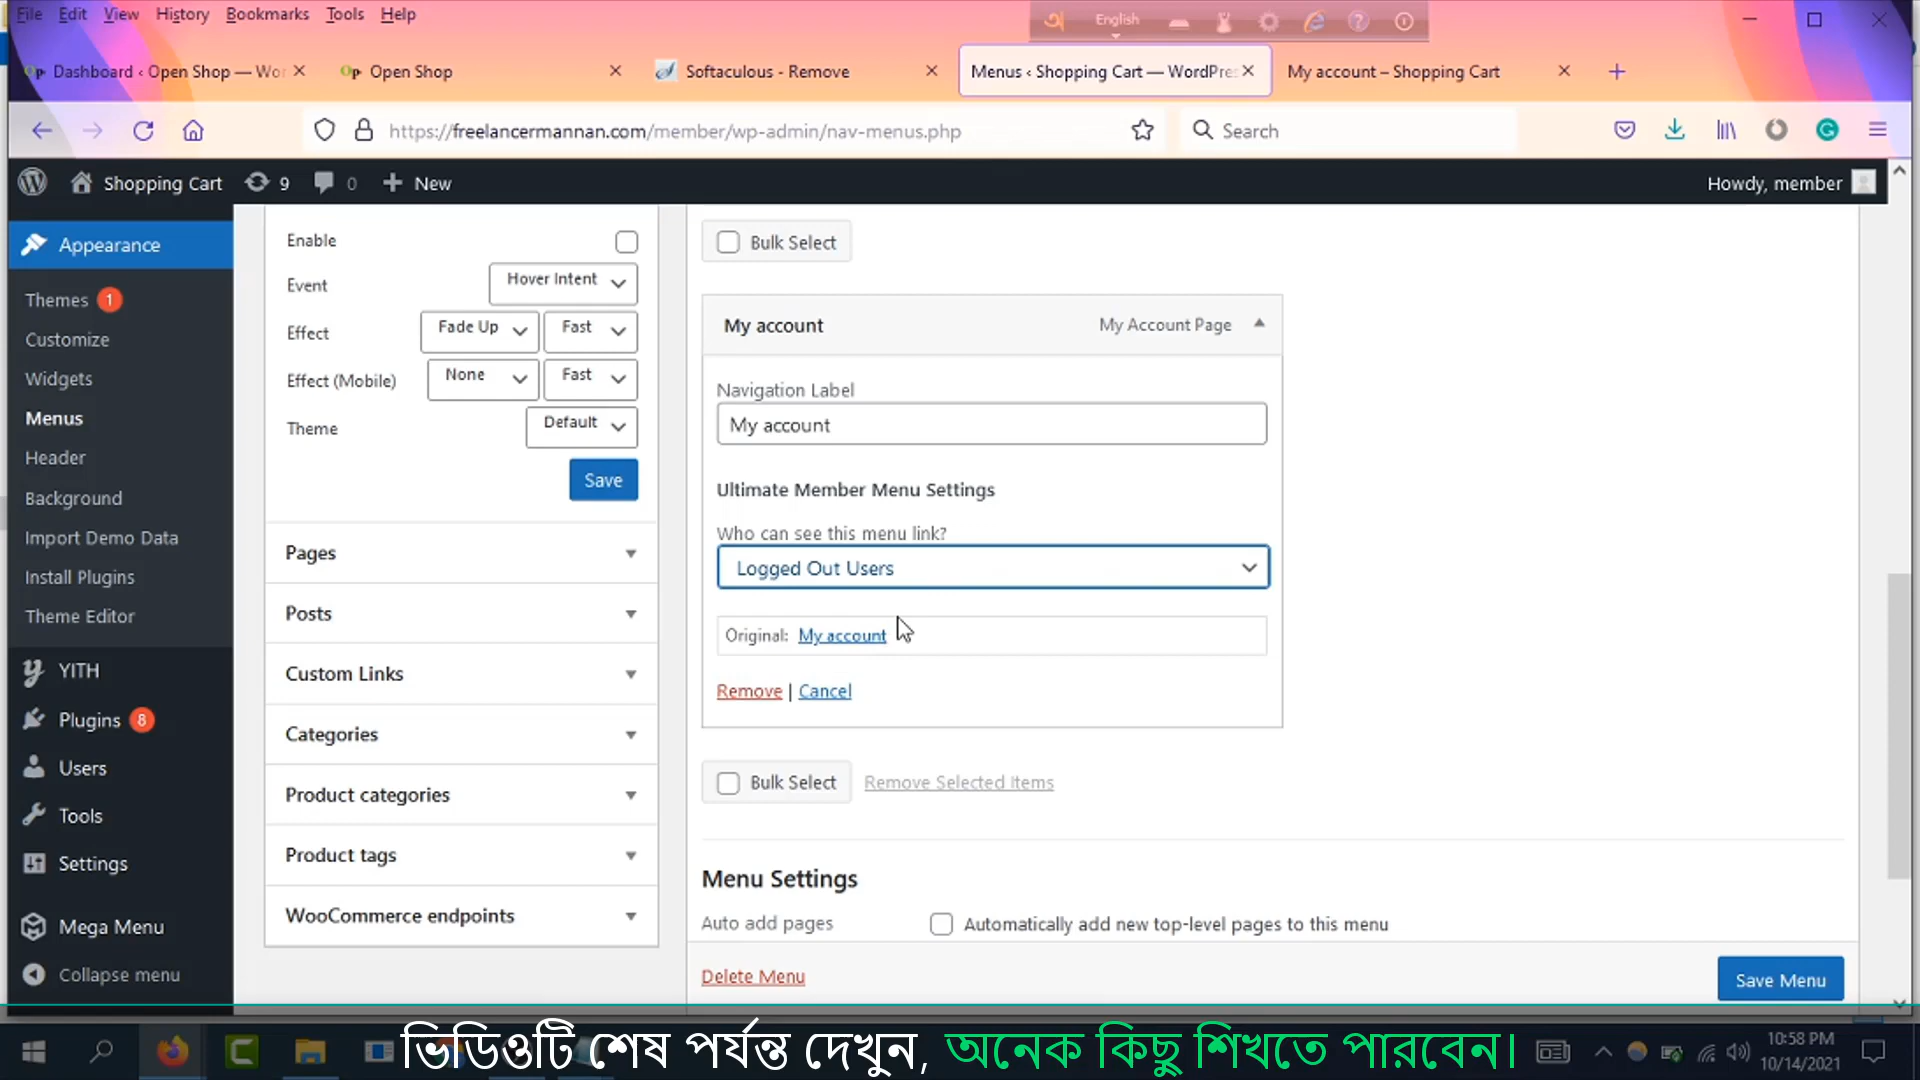 File Edit View History Bookmarks Tools Help
English
Dashboard ‹ Open Shop — Wor
Open Shop
Softaculous - Remove
Menus ‹ Shopping Cart — WordPres
My account – Shopping Cart
https://freelancermannan.com/member/wp-admin/nav-menus.php
Search
Shopping Cart 9 0 New
Howdy, member
Appearance
Themes 1
Customize
Widgets
Menus
Header
Background
Import Demo Data
Install Plugins
Theme Editor
YITH
Plugins 8
Users
Tools
Settings
Mega Menu
Collapse menu
Enable
Event Hover Intent
Effect Fade Up Fast
Effect (Mobile) None Fast
Theme Default
Save
Pages
Posts
Custom Links
Categories
Product categories
Product tags
WooCommerce endpoints
Bulk Select
My account My Account Page
Navigation Label
My account
Ultimate Member Menu Settings
Who can see this menu link?
Logged Out Users
Original: My account
Remove | Cancel
Bulk Select Remove Selected Items
Menu Settings
Auto add pages Automatically add new top-level pages to this menu
Delete Menu
Save Menu
ভিডিওটি শেষ পর্যন্ত দেখুন, অনেক কিছু শিখতে পারবেন।
10:58 PM
10/14/2021